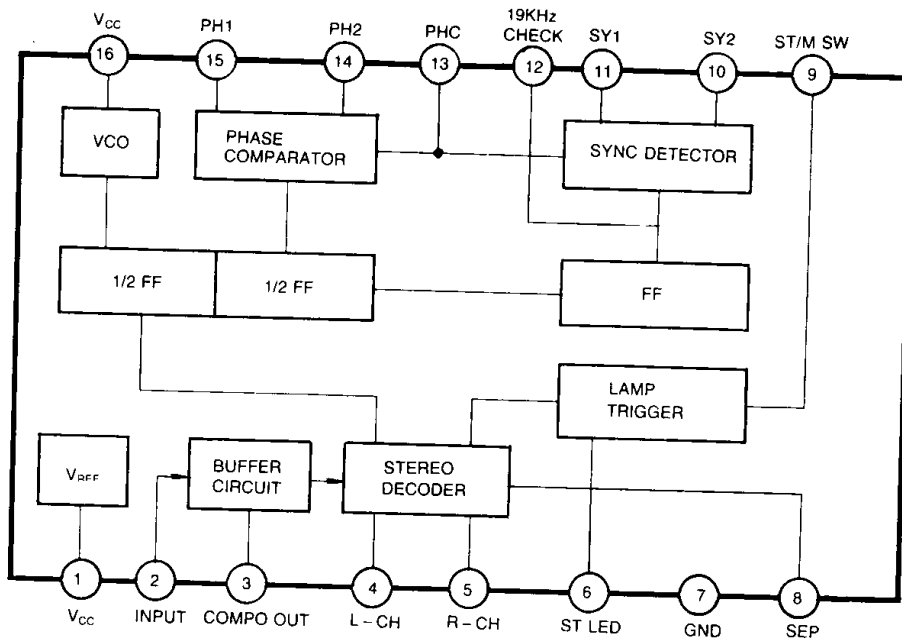 VCC
PH1
PH2
PHC
19KHz
CHECK
SY1
SY2
ST/M SW
16
15
14
13
12
11
10
9
VCO
PHASE
COMPARATOR
SYNC DETECTOR
1/2 FF
1/2 FF
FF
LAMP
TRIGGER
VREF
BUFFER
CIRCUIT
STEREO
DECODER
1
2
3
4
5
6
7
8
VCC
INPUT
COMPO OUT
L-CH
R-CH
ST LED
GND
SEP